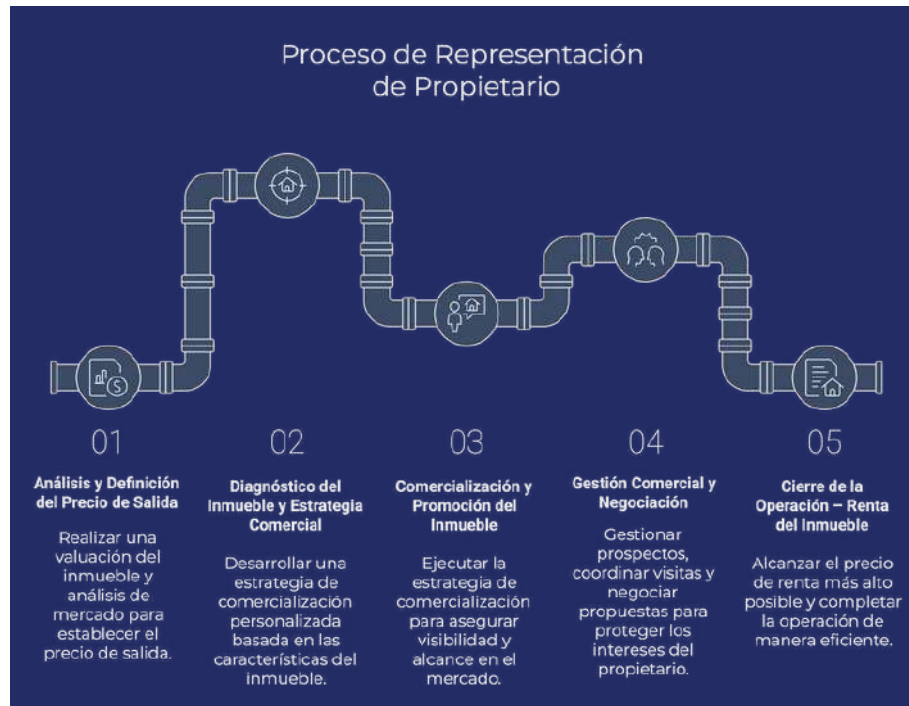 Proceso de Representación
de Propietario
$
01
Análisis y Definición
del Precio de Salida
Realizar una
valuación del
inmueble y
análisis de
mercado para
establecer el
precio de salida.
02
Diagnóstico del
Inmueble y Estrategia
Comercial
Desarrollar una
estrategia de
comercialización
personalizada
basada en las
características del
inmueble.
03
Comercialización y
Promoción del
Inmueble
Ejecutar la
estrategia de
comercialización
para asegurar
visibilidad y
alcance en el
mercado.
04
Gestión Comercial y
Negociación
Gestionar
prospectos,
coordinar visitas y
negociar
propuestas para
proteger los
intereses del
propietario.
05
Cierre de la
Operación – Renta
del Inmueble
Alcanzar el precio
de renta más alto
posible y completar
la operación de
manera eficiente.